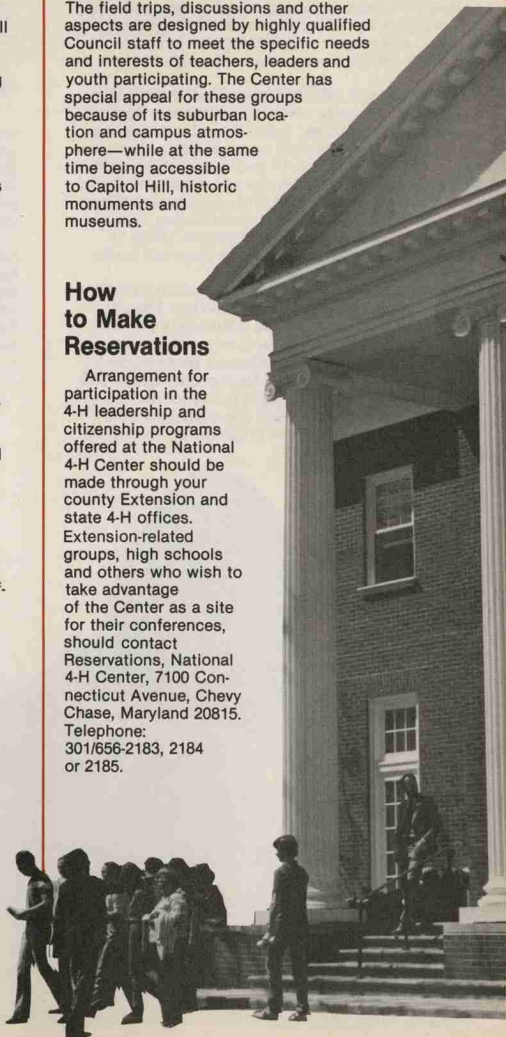 The field trips, discussions and other
aspects are designed by highly qualified
Council staff to meet the specific needs
and interests of teachers, leaders and
youth participating. The Center has
special appeal for these groups
because of its suburban loca-
tion and campus atmos-
phere—while at the same
time being accessible
to Capitol Hill, historic
monuments and
museums.
How
to Make
Reservations
Arrangement for
participation in the
4-H leadership and
citizenship programs
offered at the National
4-H Center should be
made through your
county Extension and
state 4-H offices.
Extension-related
groups, high schools
and others who wish to
take advantage
of the Center as a site
for their conferences,
should contact
Reservations, National
4-H Center, 7100 Con-
necticut Avenue, Chevy
Chase, Maryland 20815.
Telephone:
301/656-2183, 2184
or 2185.